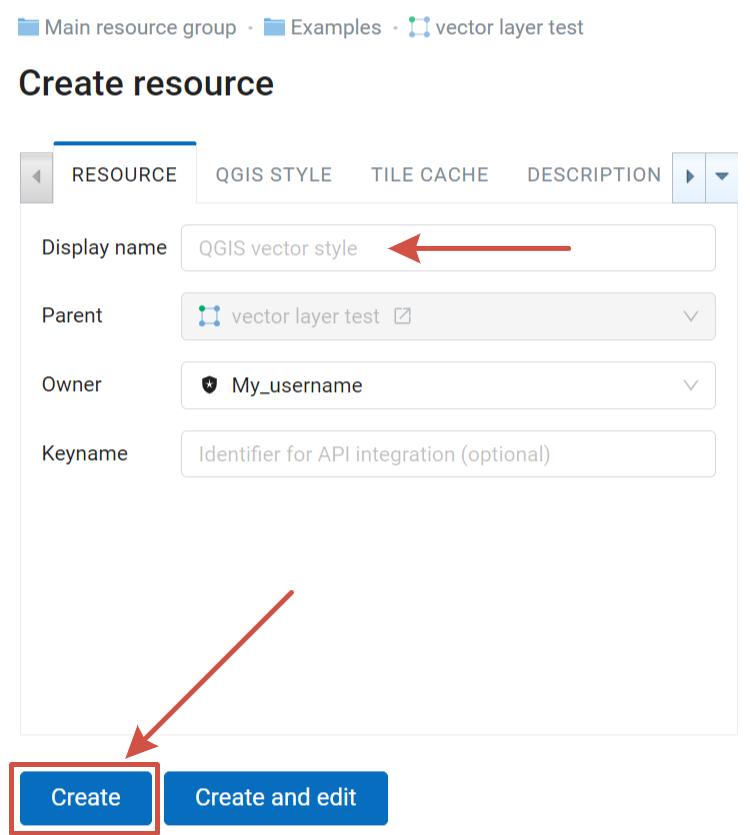 Main resource group · Examples · vector layer test
Create resource
RESOURCE QGIS STYLE TILE CACHE DESCRIPTION
Display name QGIS vector style
Parent vector layer test
Owner My_username
Keyname Identifier for API integration (optional)
Create Create and edit